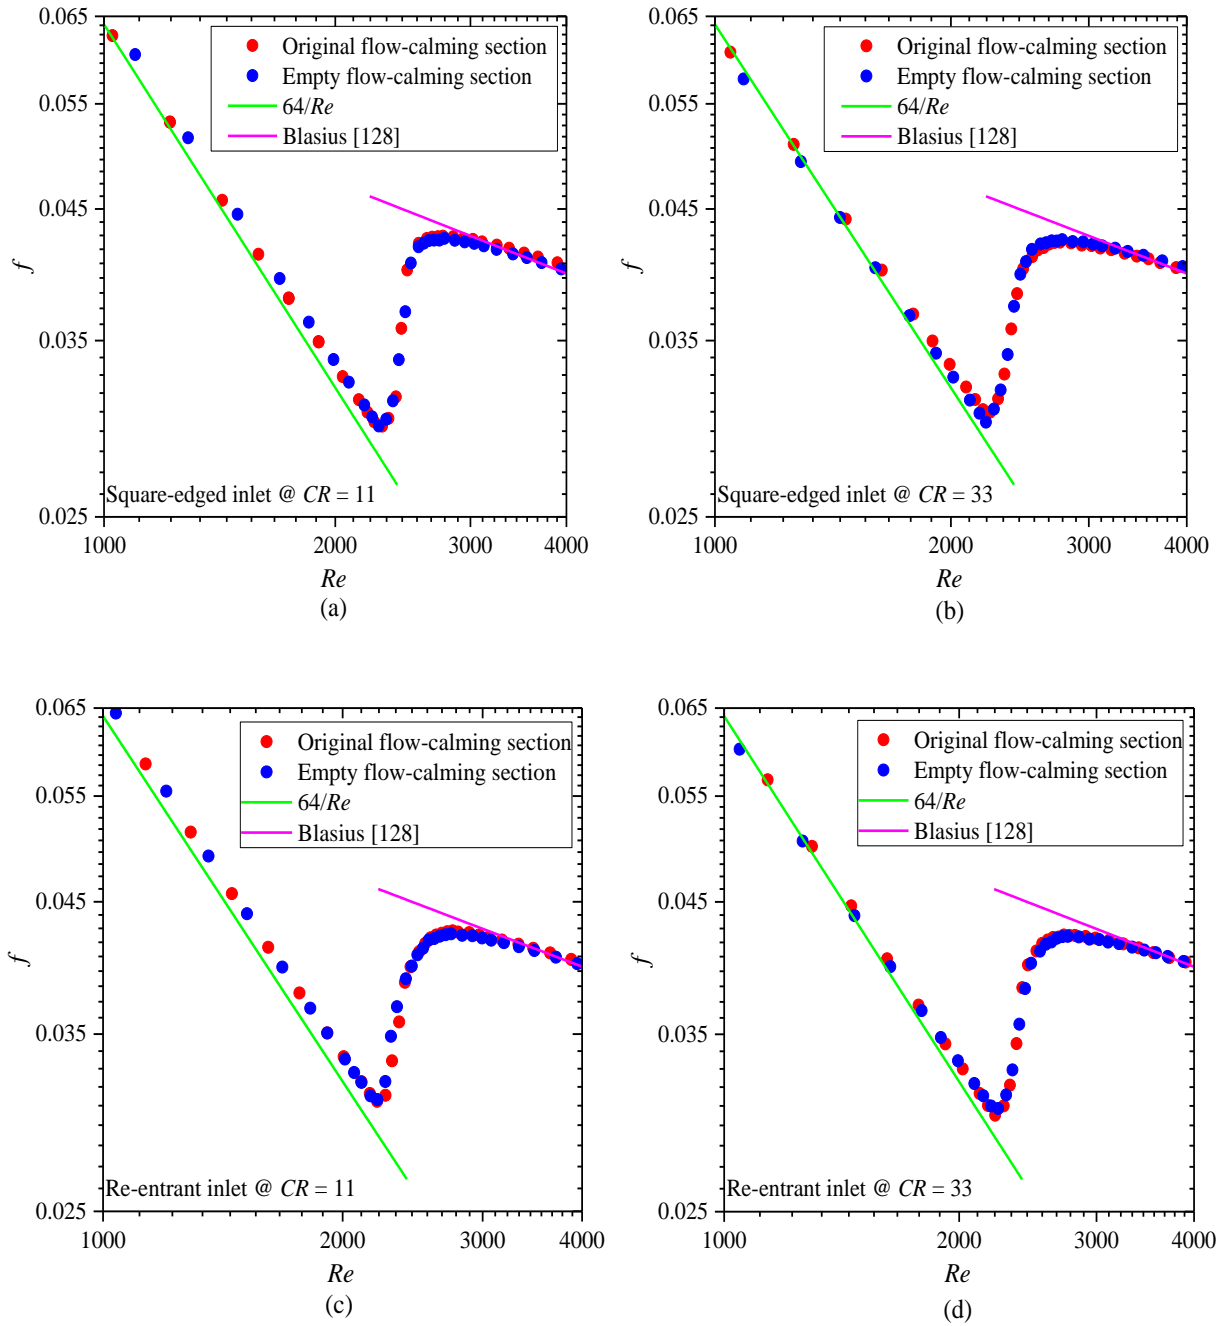 0.065
0.055
0.045
0.035
0.025
f
Original flow-calming section
Empty flow-calming section
64/Re
Blasius [128]
Square-edged inlet @ CR = 11
1000 2000 3000 4000
Re
(a)
0.065
0.055
0.045
0.035
0.025
f
Original flow-calming section
Empty flow-calming section
64/Re
Blasius [128]
Square-edged inlet @ CR = 33
1000 2000 3000 4000
Re
(b)
0.065
0.055
0.045
0.035
0.025
f
Original flow-calming section
Empty flow-calming section
64/Re
Blasius [128]
Re-entrant inlet @ CR = 11
1000 2000 3000 4000
Re
(c)
0.065
0.055
0.045
0.035
0.025
f
Original flow-calming section
Empty flow-calming section
64/Re
Blasius [128]
Re-entrant inlet @ CR = 33
1000 2000 3000 4000
Re
(d)